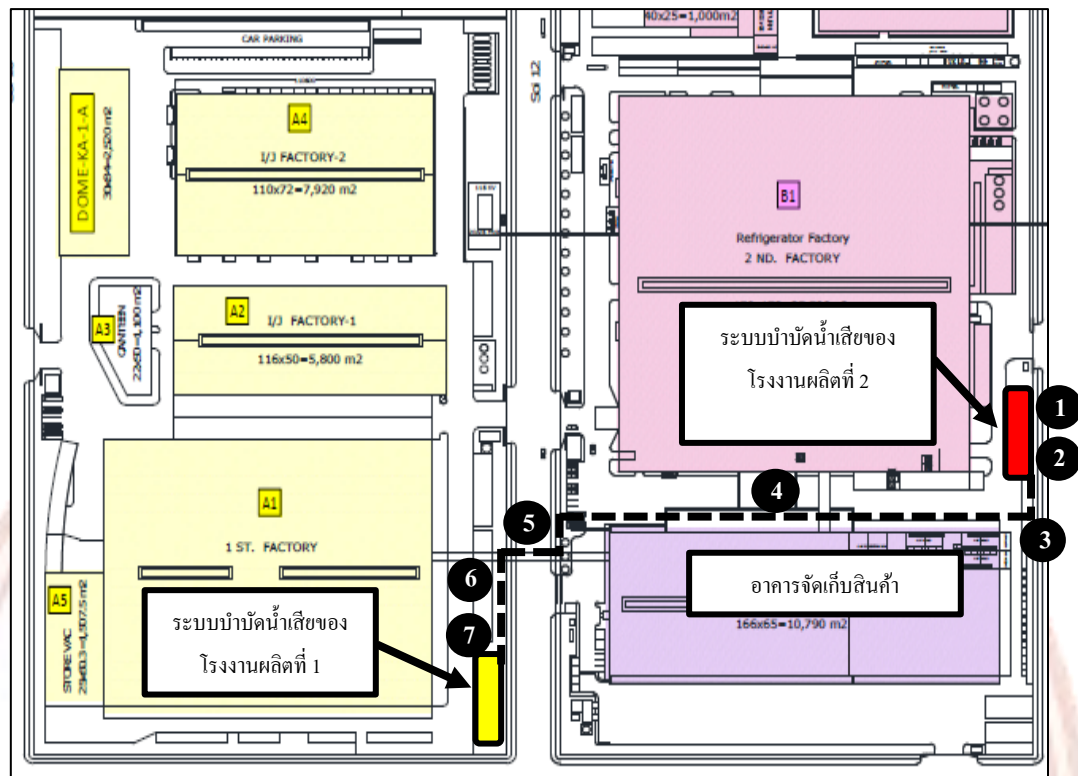 CAR PARKING
DOME-KA-1-A
30x84=2,520 m2
A4
I/J FACTORY-2
110x72=7,920 m2
A2
I/J FACTORY-1
116x50=5,800 m2
A3
CANTEEN
22x50=1,100 m2
A1
1 ST. FACTORY
A5
STORE VAC
ระบบบำบัดน้ำเสียของ
โรงงานผลิตที่ 1
Soi 12
40x25=1,000m2
B1
Refrigerator Factory
2 ND. FACTORY
ระบบบำบัดน้ำเสียของ
โรงงานผลิตที่ 2
1
2
3
4
5
6
7
อาคารจัดเก็บสินค้า
166x65=10,790 m2